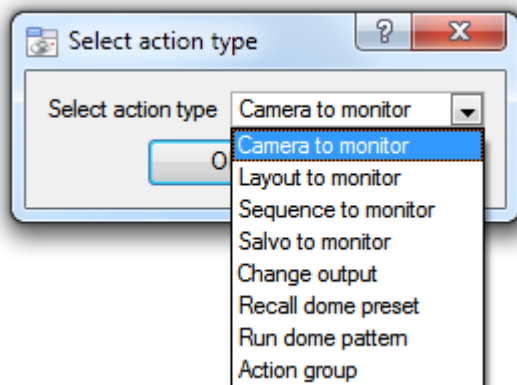 Select action type
Select action type Camera to monitor
Camera to monitor
Layout to monitor
Sequence to monitor
Salvo to monitor
Change output
Recall dome preset
Run dome pattern
Action group